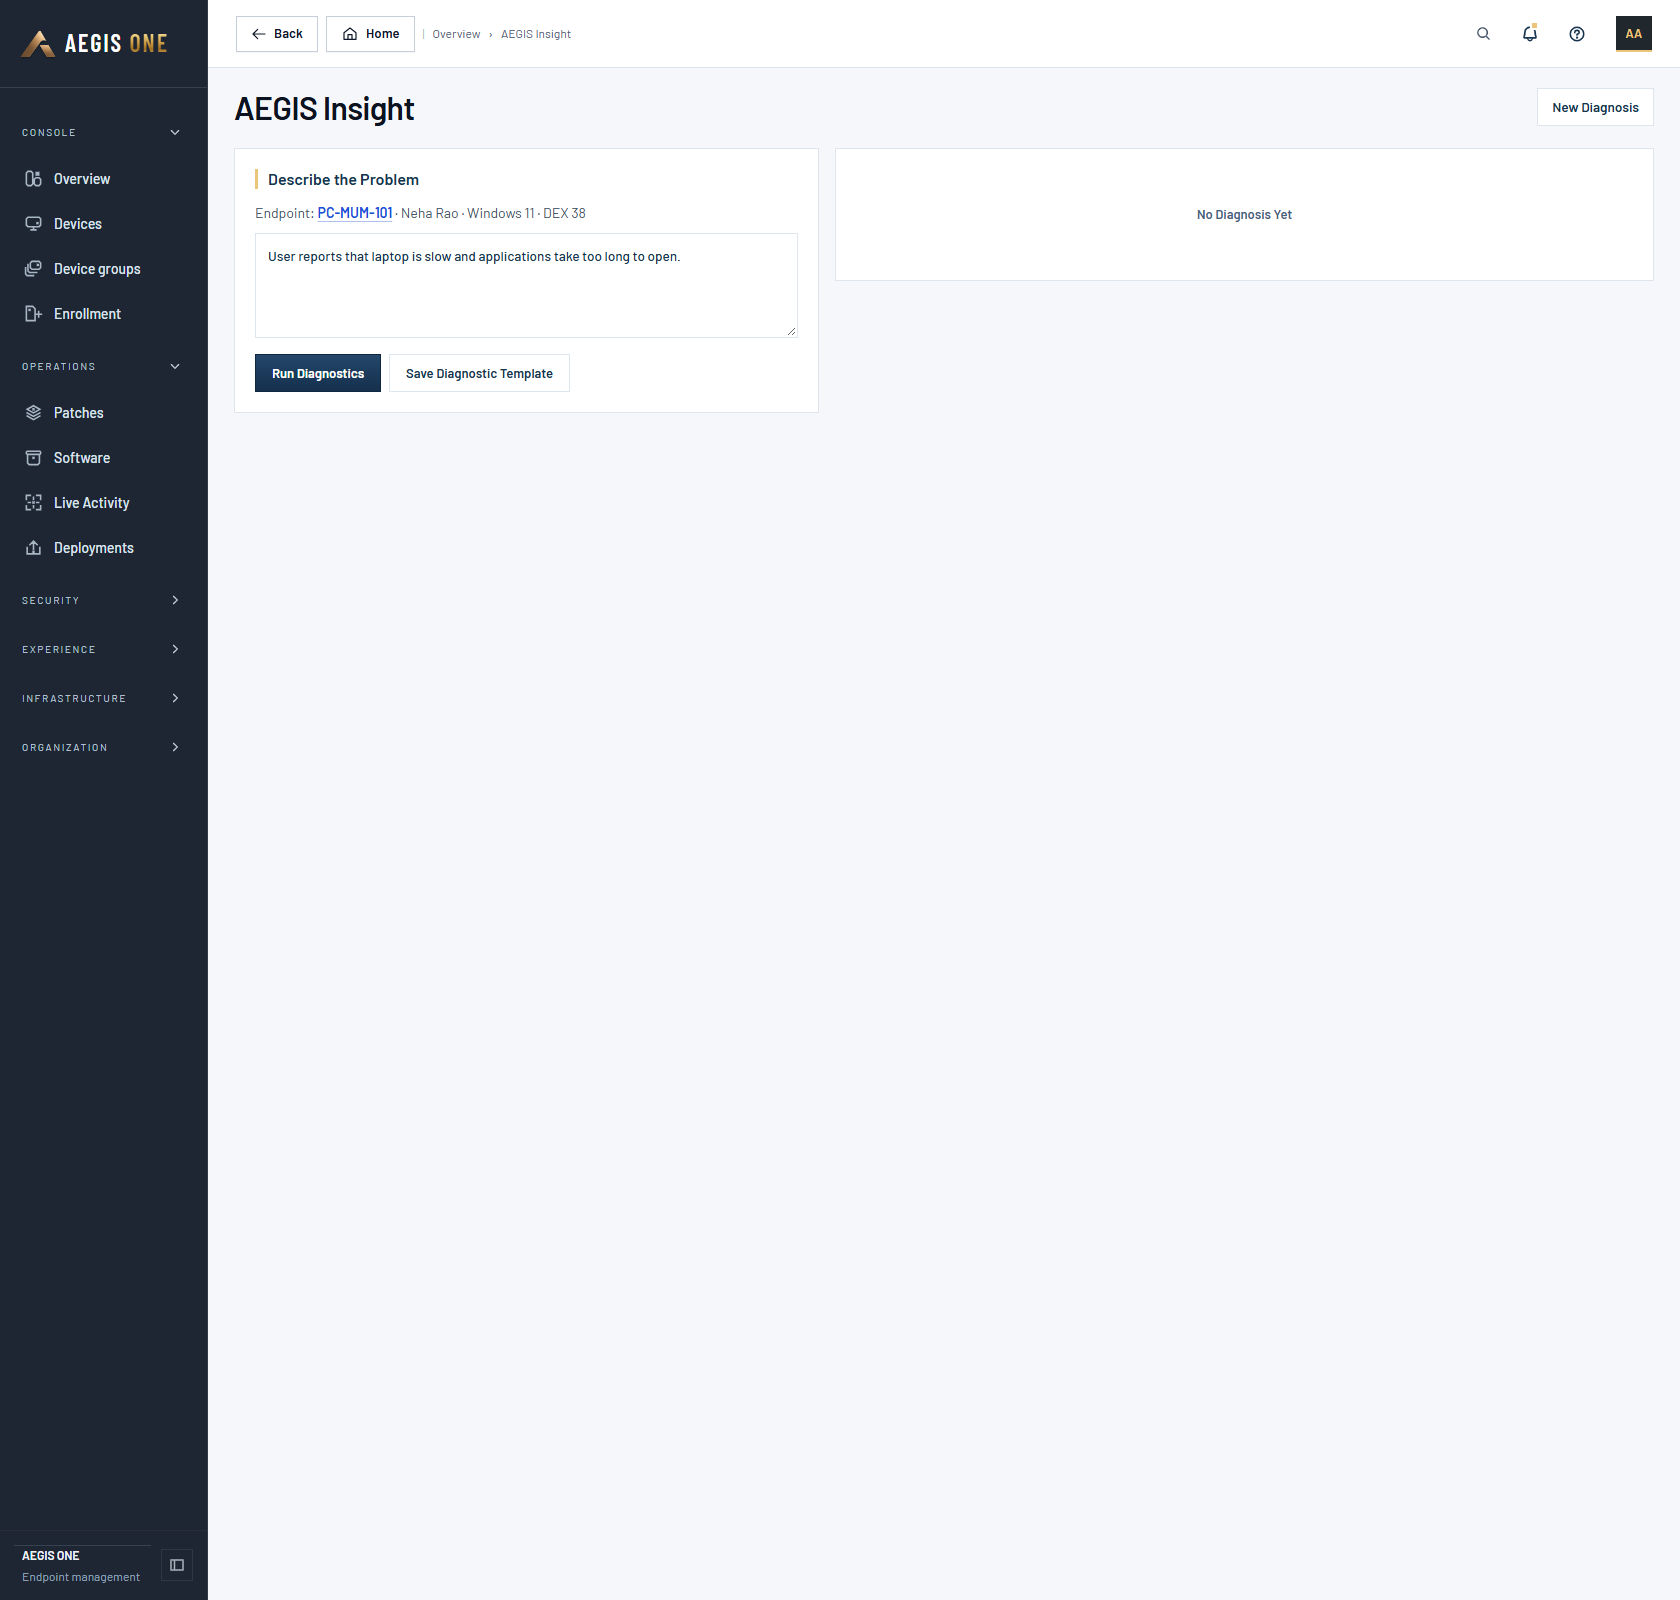 AEGIS ONE
Back
Home
Overview › AEGIS Insight
AA
CONSOLE
Overview
Devices
Device groups
Enrollment
OPERATIONS
Patches
Software
Live Activity
Deployments
SECURITY
EXPERIENCE
INFRASTRUCTURE
ORGANIZATION
AEGIS ONE
Endpoint management
AEGIS Insight
New Diagnosis
Describe the Problem
Endpoint: PC-MUM-101 · Neha Rao · Windows 11 · DEX 38
User reports that laptop is slow and applications take too long to open.
Run Diagnostics
Save Diagnostic Template
No Diagnosis Yet